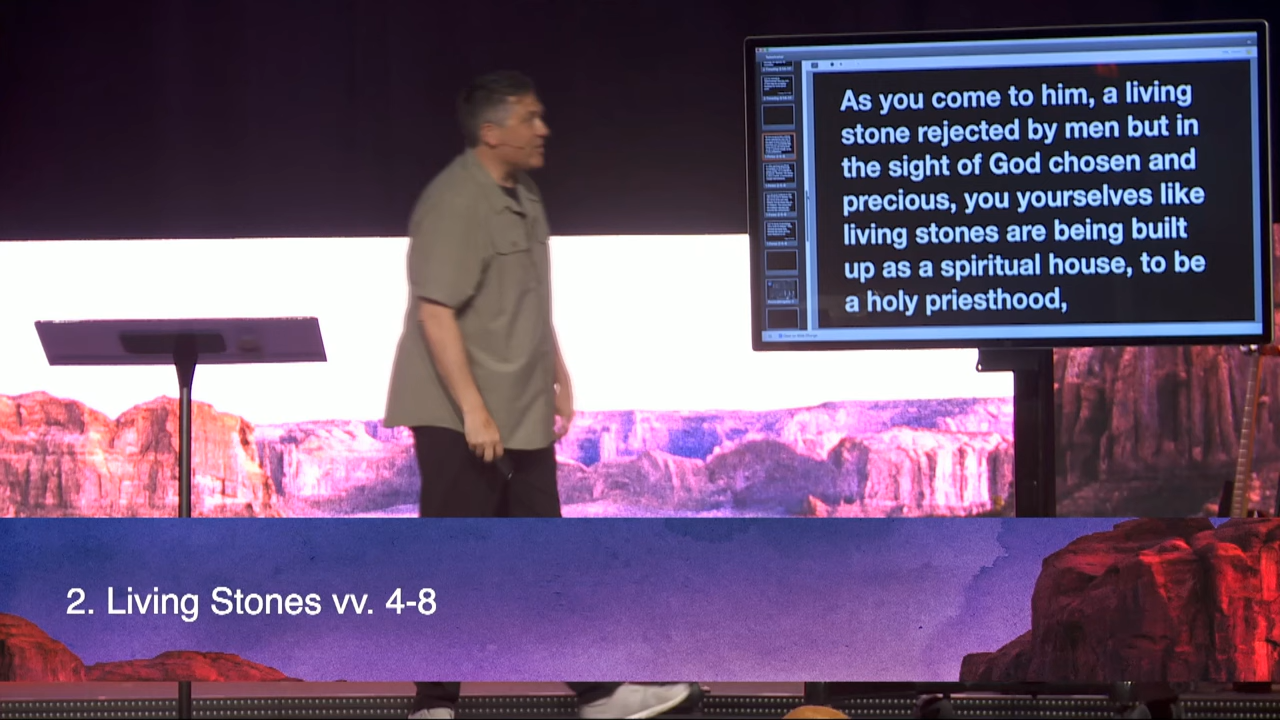 As you come to him, a living
stone rejected by men but in
the sight of God chosen and
precious, you yourselves like
living stones are being built
up as a spiritual house, to be
a holy priesthood,
2. Living Stones vv. 4-8